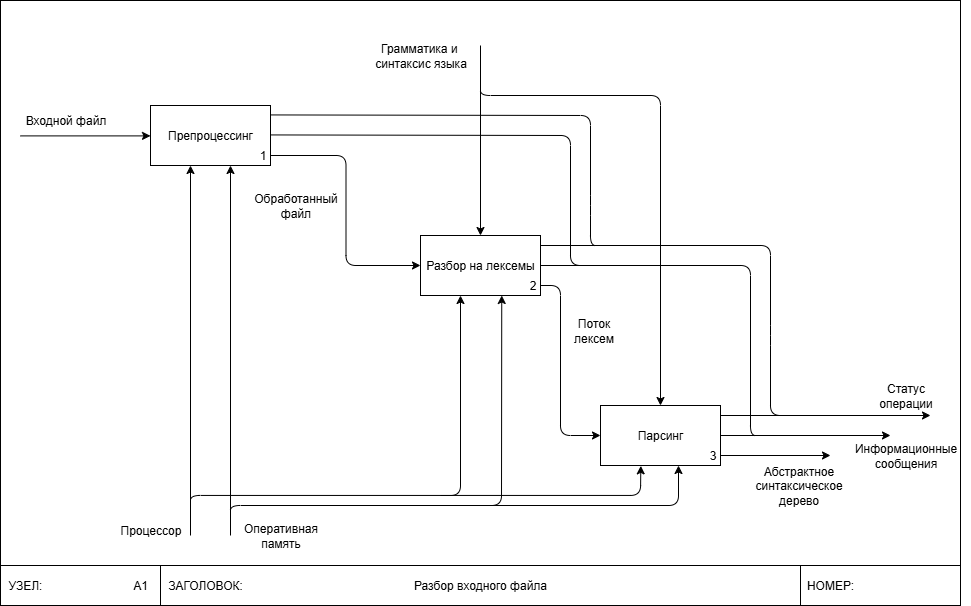 Грамматика и
синтаксис языка
Входной файл
Препроцессинг
1
Обработанный
файл
Разбор на лексемы
2
Поток
лексем
Статус
операции
Парсинг
3
Информационные
сообщения
Абстрактное
синтаксическое
дерево
Процессор
Оперативная
память
УЗЕЛ: A1 ЗАГОЛОВОК: Разбор входного файла НОМЕР: